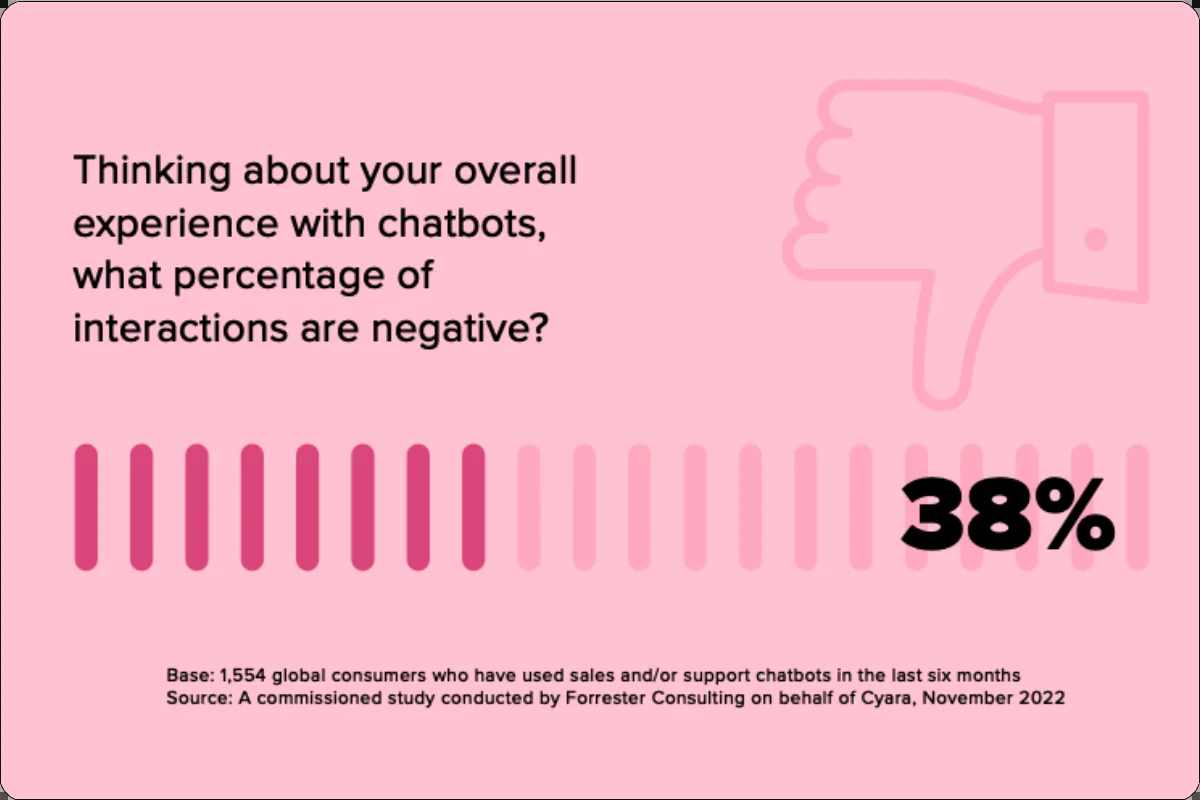 Thinking about your overall
experience with chatbots,
what percentage of
interactions are negative?
38%
Base: 1,554 global consumers who have used sales and/or support chatbots in the last six months
Source: A commissioned study conducted by Forrester Consulting on behalf of Cyara, November 2022